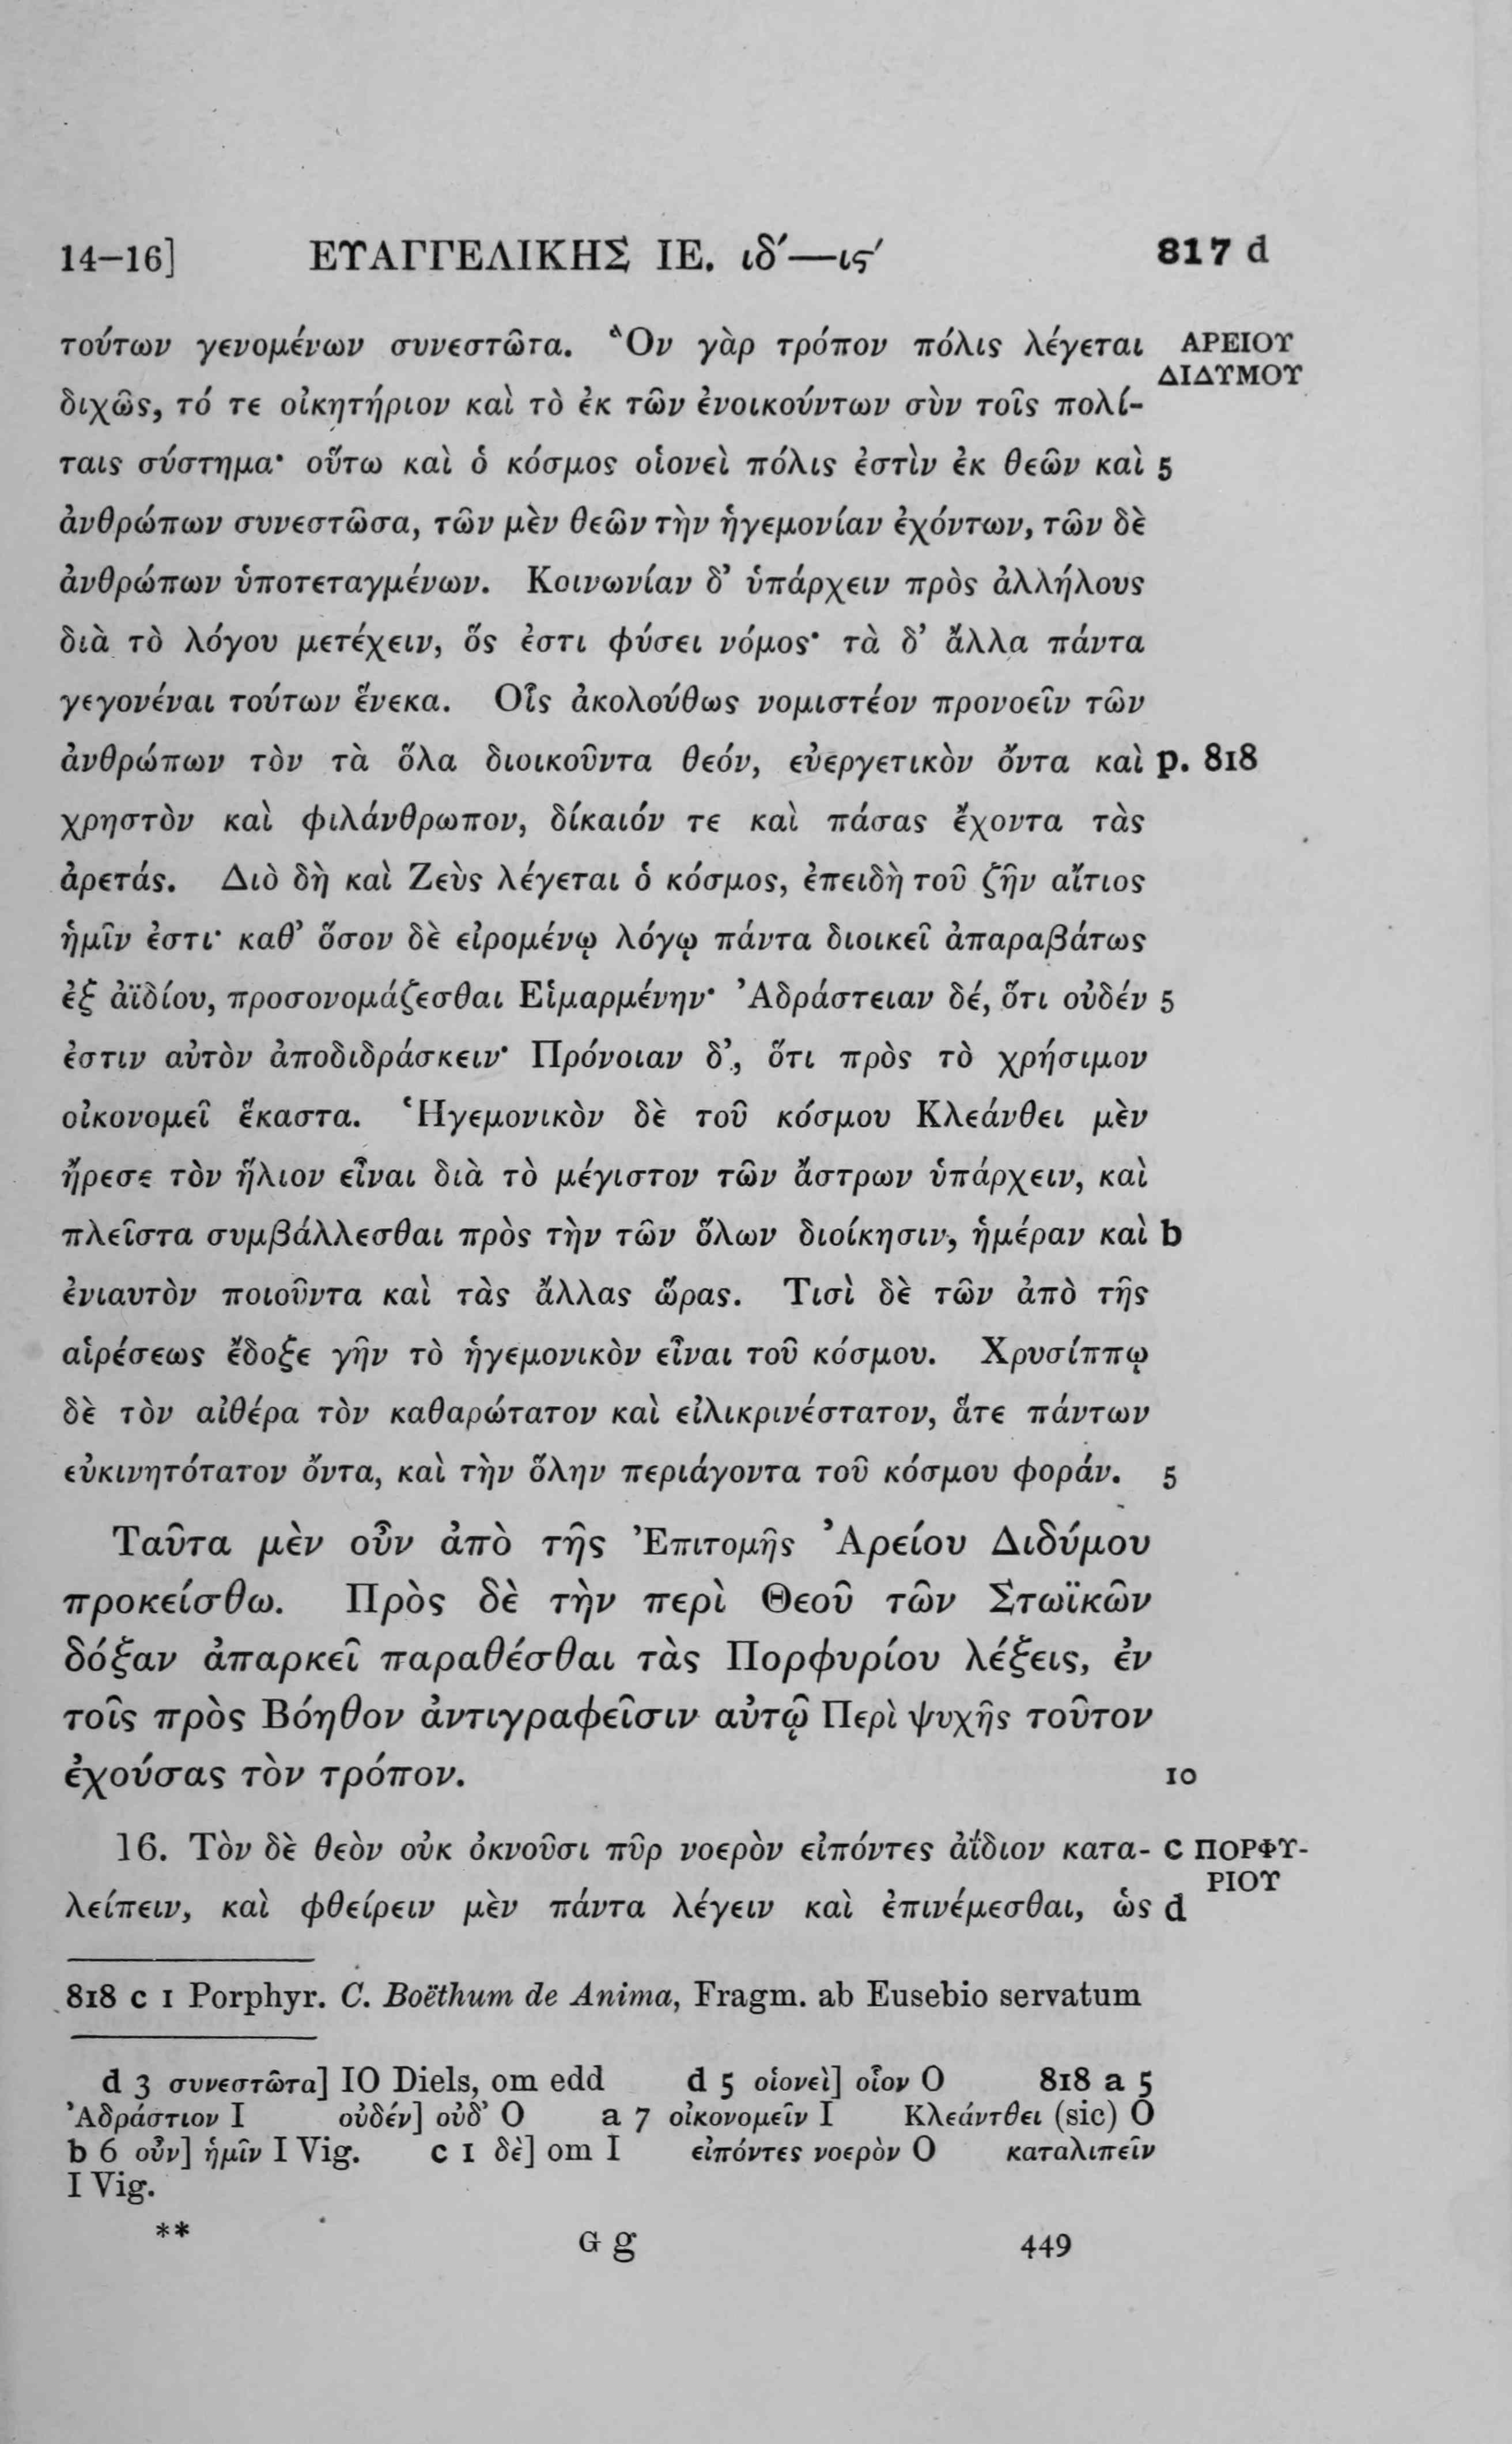 14–16] ΕΥΑΓΓΕΛΙΚΗΣ ΙΕ. ιδ′—ις′ 817 d
τούτων γενομένων συνεστῶτα. Ὃν γὰρ τρόπον πόλις λέγεται ΑΡΕΙΟΥ
ΔΙΔΥΜΟΥ
διχῶς, τό τε οἰκητήριον καὶ τὸ ἐκ τῶν ἐνοικούντων σὺν τοῖς πολί-
ταις σύστημα· οὕτω καὶ ὁ κόσμος οἱονεὶ πόλις ἐστὶν ἐκ θεῶν καὶ 5
ἀνθρώπων συνεστῶσα, τῶν μὲν θεῶν τὴν ἡγεμονίαν ἐχόντων, τῶν δὲ
ἀνθρώπων ὑποτεταγμένων. Κοινωνίαν δ’ ὑπάρχειν πρὸς ἀλλήλους
διὰ τὸ λόγου μετέχειν, ὅς ἐστι φύσει νόμος· τὰ δ’ ἄλλα πάντα
γεγονέναι τούτων ἕνεκα. Οἷς ἀκολούθως νομιστέον προνοεῖν τῶν
ἀνθρώπων τὸν τὰ ὅλα διοικοῦντα θεόν, εὐεργετικὸν ὄντα καὶ p. 818
χρηστὸν καὶ φιλάνθρωπον, δίκαιόν τε καὶ πάσας ἔχοντα τὰς
ἀρετάς. Διὸ δὴ καὶ Ζεὺς λέγεται ὁ κόσμος, ἐπειδὴ τοῦ ζῆν αἴτιος
ἡμῖν ἐστι· καθ’ ὅσον δὲ εἰρομένῳ λόγῳ πάντα διοικεῖ ἀπαραβάτως
ἐξ ἀϊδίου, προσονομάζεσθαι Εἱμαρμένην· Ἀδράστειαν δέ, ὅτι οὐδέν 5
ἐστιν αὐτὸν ἀποδιδράσκειν· Πρόνοιαν δ’, ὅτι πρὸς τὸ χρήσιμον
οἰκονομεῖ ἕκαστα. Ἡγεμονικὸν δὲ τοῦ κόσμου Κλεάνθει μὲν
ἤρεσε τὸν ἥλιον εἶναι διὰ τὸ μέγιστον τῶν ἄστρων ὑπάρχειν, καὶ
πλεῖστα συμβάλλεσθαι πρὸς τὴν τῶν ὅλων διοίκησιν, ἡμέραν καὶ b
ἐνιαυτὸν ποιοῦντα καὶ τὰς ἄλλας ὥρας. Τισὶ δὲ τῶν ἀπὸ τῆς
αἱρέσεως ἔδοξε γῆν τὸ ἡγεμονικὸν εἶναι τοῦ κόσμου. Χρυσίππῳ
δὲ τὸν αἰθέρα τὸν καθαρώτατον καὶ εἰλικρινέστατον, ἅτε πάντων
εὐκινητότατον ὄντα, καὶ τὴν ὅλην περιάγοντα τοῦ κόσμου φοράν. 5
Ταῦτα μὲν οὖν ἀπὸ τῆς Ἐπιτομῆς Ἀρείου Διδύμου
προκείσθω. Πρὸς δὲ τὴν περὶ Θεοῦ τῶν Στωϊκῶν
δόξαν ἀπαρκεῖ παραθέσθαι τὰς Πορφυρίου λέξεις, ἐν
τοῖς πρὸς Βόηθον ἀντιγραφεῖσιν αὐτῷ Περὶ ψυχῆς τοῦτον
ἐχούσας τὸν τρόπον. 10
16. Τὸν δὲ θεὸν οὐκ ὀκνοῦσι πῦρ νοερὸν εἰπόντες ἀΐδιον κατα- c ΠΟΡΦΥ-
ΡΙΟΥ
λείπειν, καὶ φθείρειν μὲν πάντα λέγειν καὶ ἐπινέμεσθαι, ὡς d
818 c 1 Porphyr. C. Boëthum de Anima, Fragm. ab Eusebio servatum
d 3 συνεστῶτα] IO Diels, om edd d 5 οἱονεὶ] οἷον O 818 a 5
Ἀδράστιον I οὐδέν] οὐδ’ O a 7 οἰκονομεῖν I Κλεάντθει (sic) O
b 6 οὖν] ἡμῖν I Vig. c 1 δὲ] om I εἰπόντες νοερὸν O καταλιπεῖν
I Vig.
** G g 449